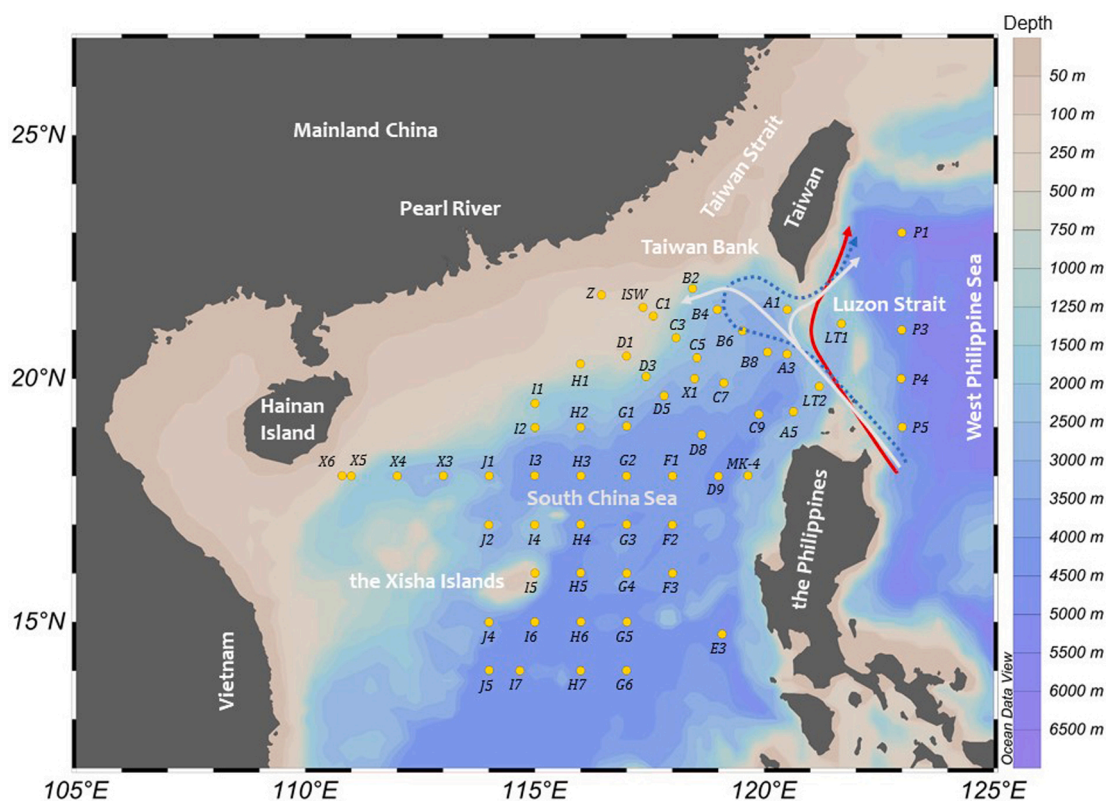 Depth
50 m
100 m
250 m
500 m
750 m
1000 m
1250 m
1500 m
2000 m
2500 m
3000 m
3500 m
4000 m
4500 m
5000 m
5500 m
6000 m
6500 m
Ocean Data View
25°N
20°N
15°N
105°E
110°E
115°E
120°E
125°E
Mainland China
Pearl River
Taiwan Strait
Taiwan
Taiwan Bank
Luzon Strait
West Philippine Sea
Hainan
Island
South China Sea
the Xisha Islands
the Philippines
Vietnam
P1
B2
Z
ISW
C1
B4
A1
C3
B6
LT1
P3
D1
C5
B8
A3
H1
D3
X1
C7
P4
I1
D5
LT2
I2
H2
G1
C9
A5
P5
D8
X6
X5
X4
X3
J1
I3
H3
G2
F1
MK-4
D9
J2
I4
H4
G3
F2
I5
H5
G4
F3
J4
I6
H6
G5
E3
J5
I7
H7
G6